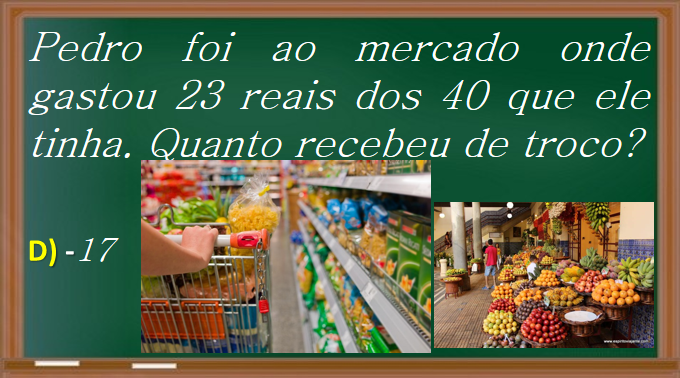 Pedro foi ao mercado onde
gastou 23 reais dos 40 que ele
tinha. Quanto recebeu de troco?
D) -17